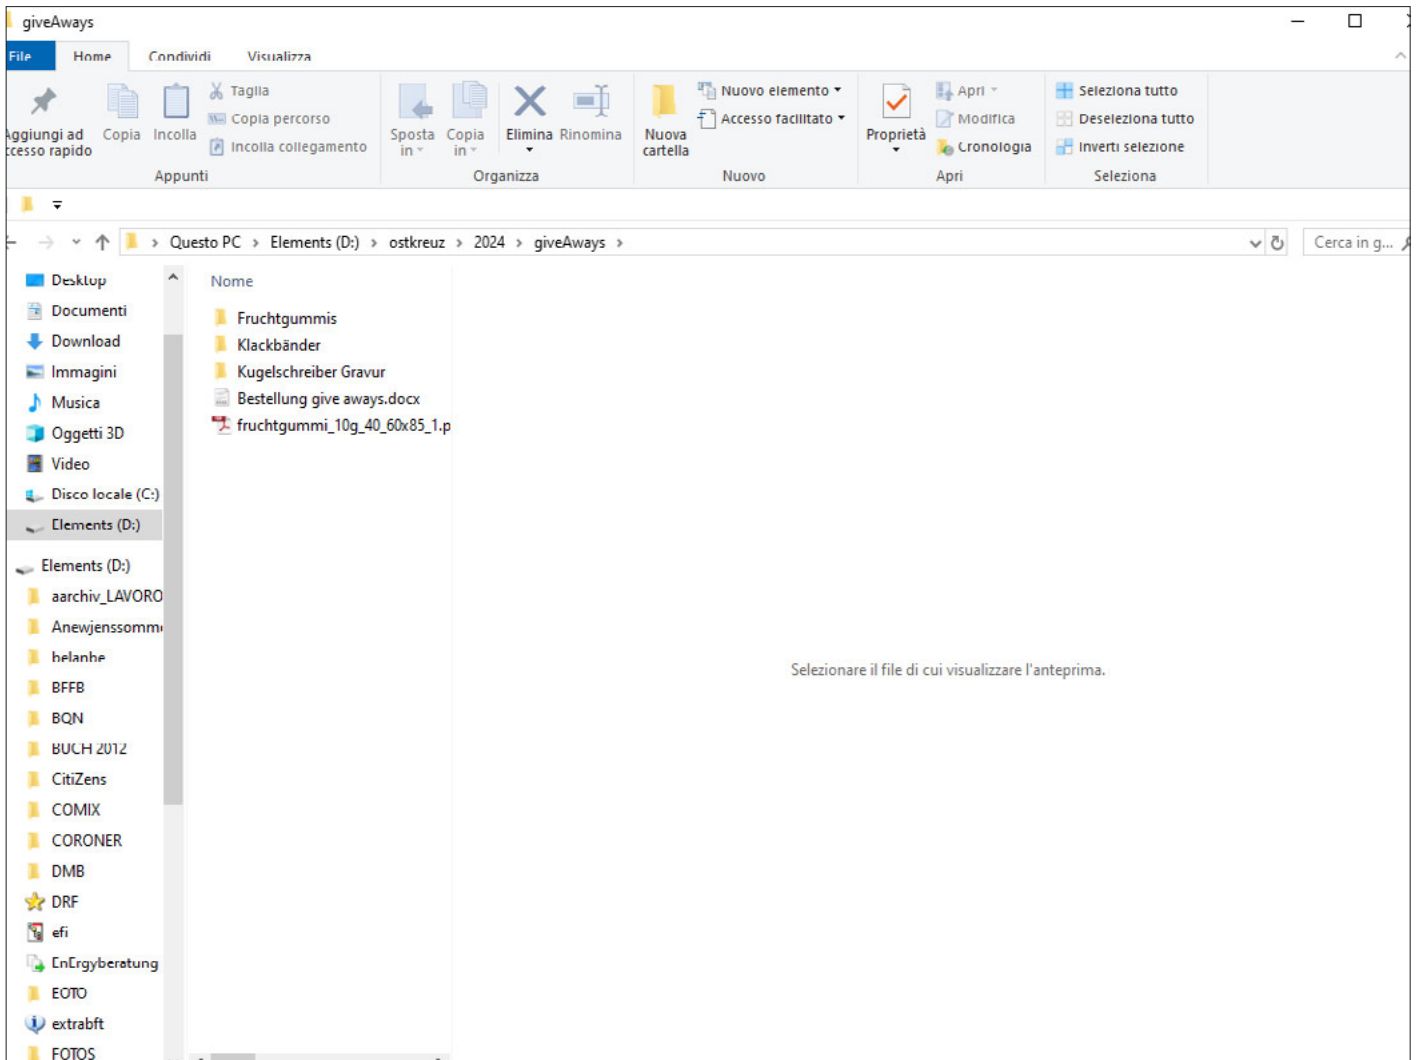 giveAways
File Home Condividi Visualizza
Aggiungi ad
accesso rapido
Copia
Incolla
Taglia
Copia percorso
Incolla collegamento
Appunti
Sposta
in
Copia
in
Elimina
Rinomina
Organizza
Nuova
cartella
Nuovo elemento
Accesso facilitato
Nuovo
Proprietà
Apri
Modifica
Cronologia
Apri
Seleziona tutto
Deseleziona tutto
Inverti selezione
Seleziona
Questo PC > Elements (D:) > ostkreuz > 2024 > giveAways >
Cerca in g...
Desktop
Documenti
Download
Immagini
Musica
Oggetti 3D
Video
Disco locale (C:)
Elements (D:)
Elements (D:)
aarchiv_LAVORO
Anewjenssomme
belanbe
BFFB
BQN
BUCH 2012
CitiZens
COMIX
CORONER
DMB
DRF
efi
EnErgyberatung
EOTO
extrabft
FOTOS
Nome
Fruchtgummis
Klackbänder
Kugelschreiber Gravur
Bestellung give aways.docx
fruchtgummi_10g_40_60x85_1.p
Selezionare il file di cui visualizzare l'anteprima.